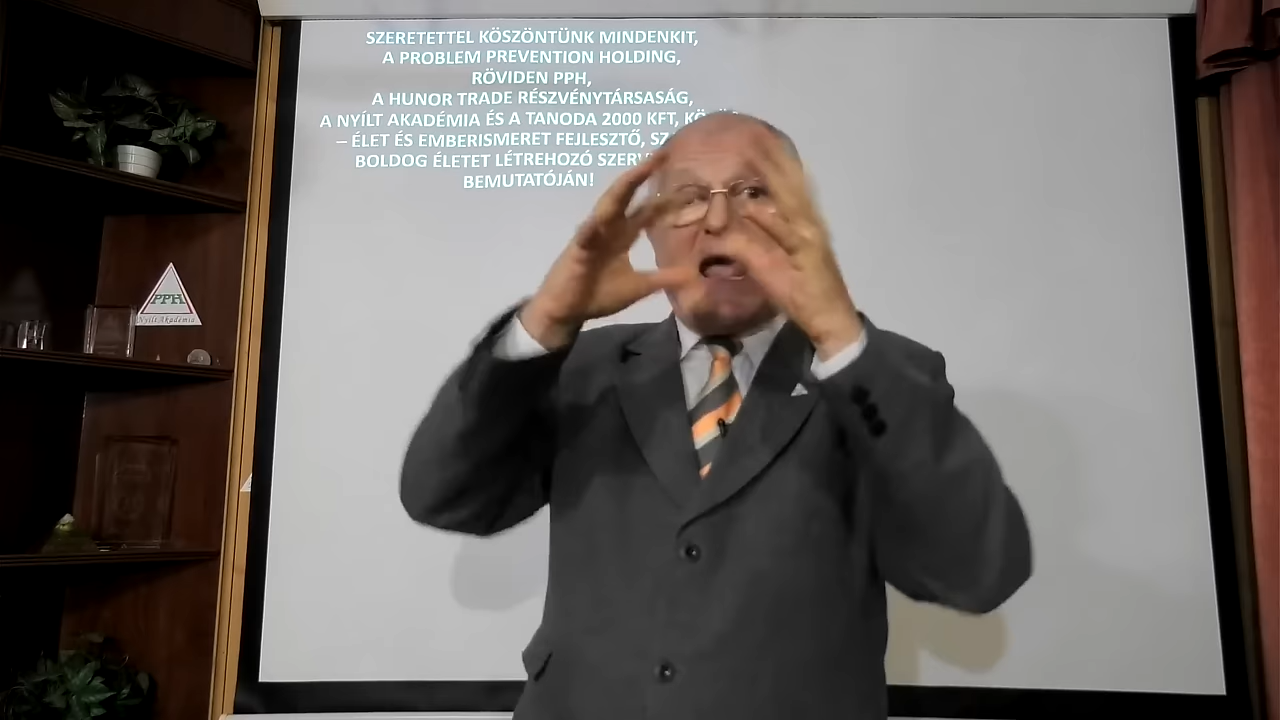 SZERETETTEL KÖSZÖNTÜNK MINDENKIT,
A PROBLEM PREVENTION HOLDING,
RÖVIDEN PPH,
A HUNOR TRADE RÉSZVÉNYTÁRSASÁG,
A NYÍLT AKADÉMIA ÉS A TANODA 2000 KFT,
– ÉLET ÉS EMBERISMERET FEJLESZTŐ,
BOLDOG ÉLETET LÉTREHOZÓ
BEMUTATÓJÁN!
PPH
Nyílt Akadémia